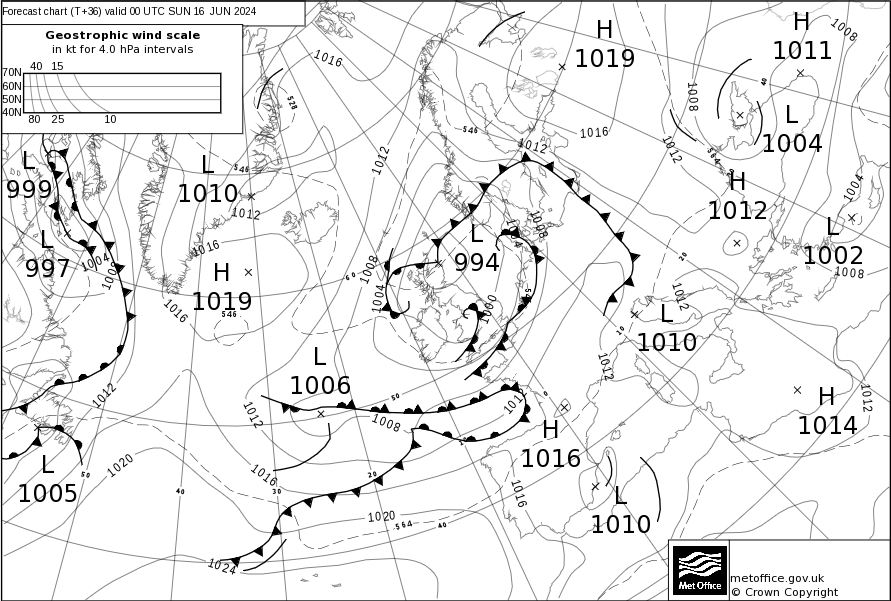 Forecast chart (T+36) valid 00 UTC SUN 16 JUN 2024
Geostrophic wind scale
in kt for 4.0 hPa intervals
40 15
70N
60N
50N
40N
80 25 10
1016
H
1019
H
1011
1008
528
40
1008
L
1004
546
1016
1012
1012
564
1012
L
999
L
1010
546
1012
H
1012
1004
L
1002
1008
L
997
1004
1008
1016
H
1019
1016
546
60
1008
1004
L
994
1008
1000
20
1012
L
1010
10
L
1006
1012
1012
50
1008
1012
0
1012
H
1014
1012
H
1016
L
1005
50
1020
40
1016
30
20
1016
L
1010
1020
564
40
1024
Met Office
metoffice.gov.uk
© Crown Copyright